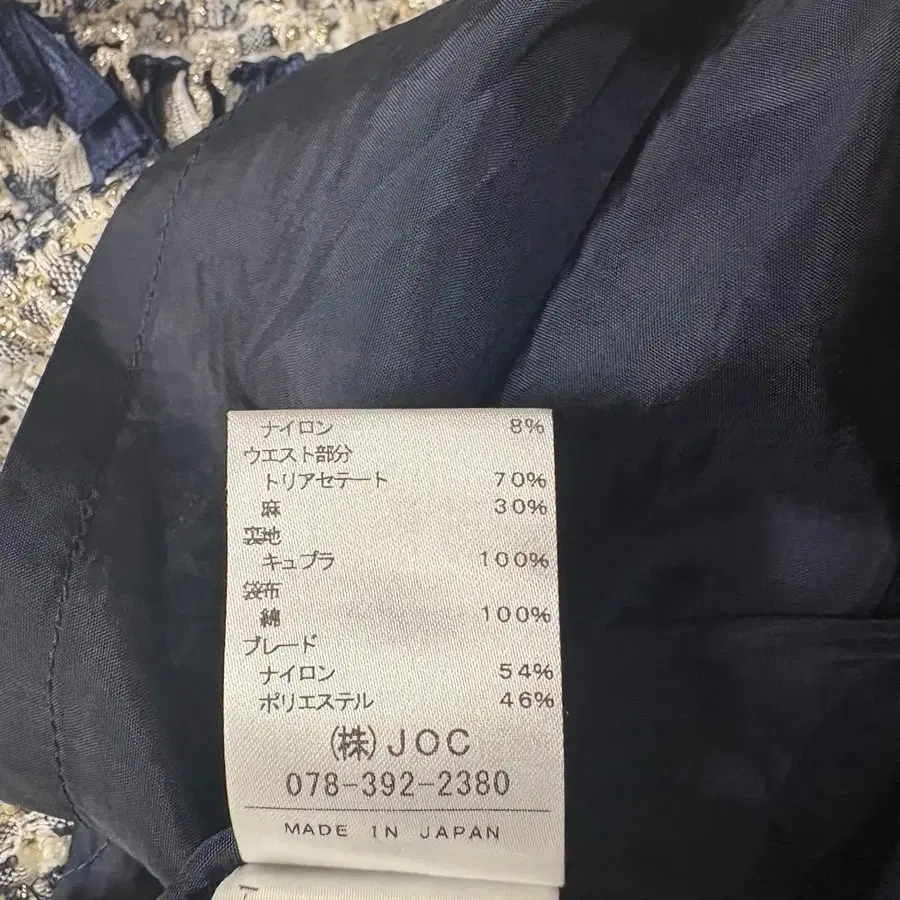 ナイロン 8%
ウエスト部分
トリアセテート 70%
麻 30%
裏地
キュプラ 100%
袋布
綿 100%
ブレード
ナイロン 54%
ポリエステル 46%
(株)JOC
078-392-2380
MADE IN JAPAN